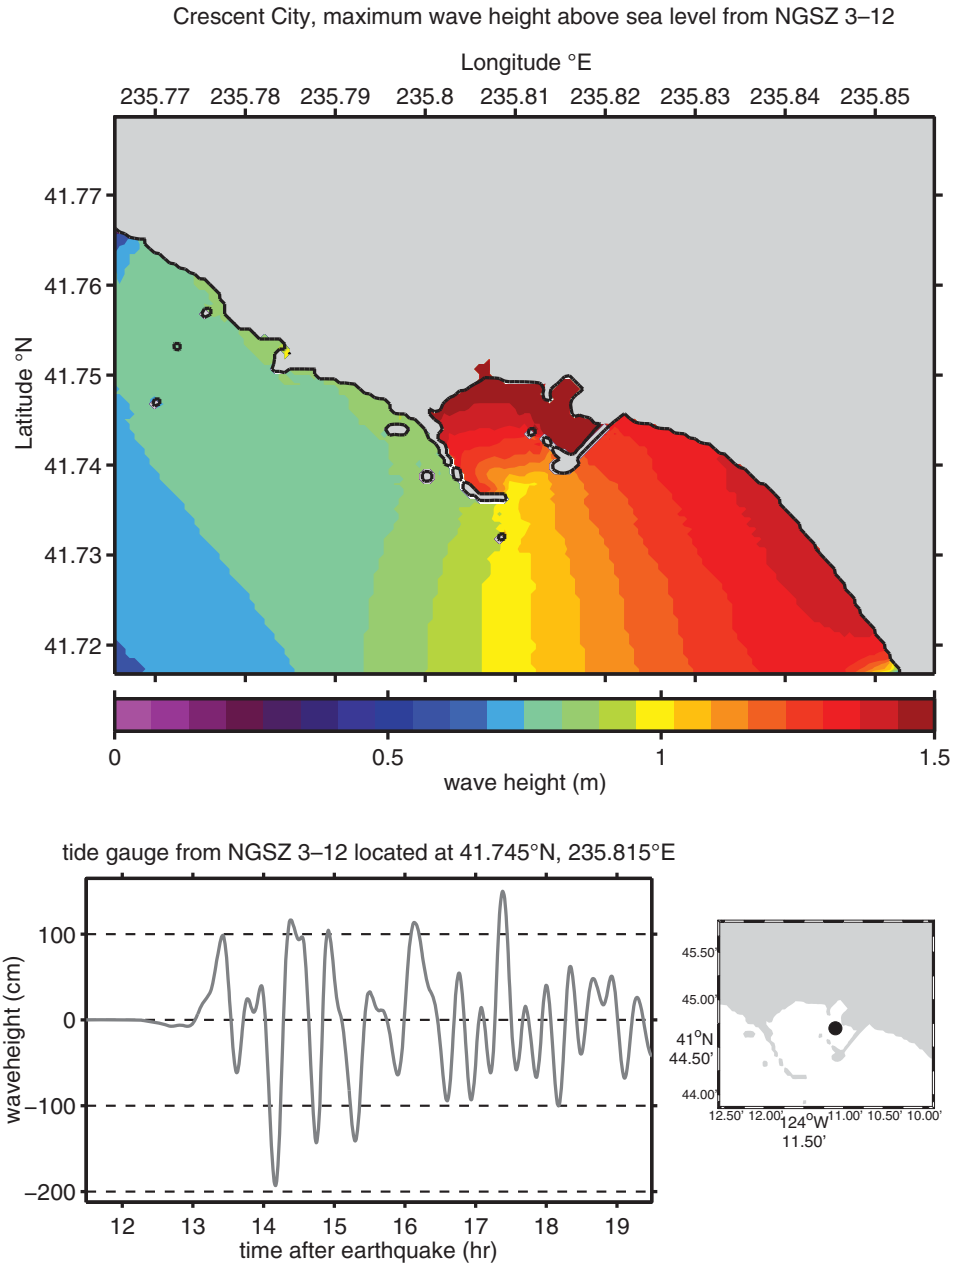 Crescent City, maximum wave height above sea level from NGSZ 3–12
Longitude °E
235.77 235.78 235.79 235.8 235.81 235.82 235.83 235.84 235.85
Latitude °N
41.77
41.76
41.75
41.74
41.73
41.72
0 0.5 1 1.5
wave height (m)
tide gauge from NGSZ 3–12 located at 41.745°N, 235.815°E
waveheight (cm)
100
0
−100
−200
12 13 14 15 16 17 18 19
time after earthquake (hr)
45.50'
45.00'
41°N
44.50'
44.00'
12.50' 12.00' 11.00' 10.50' 10.00'
124°W
11.50'